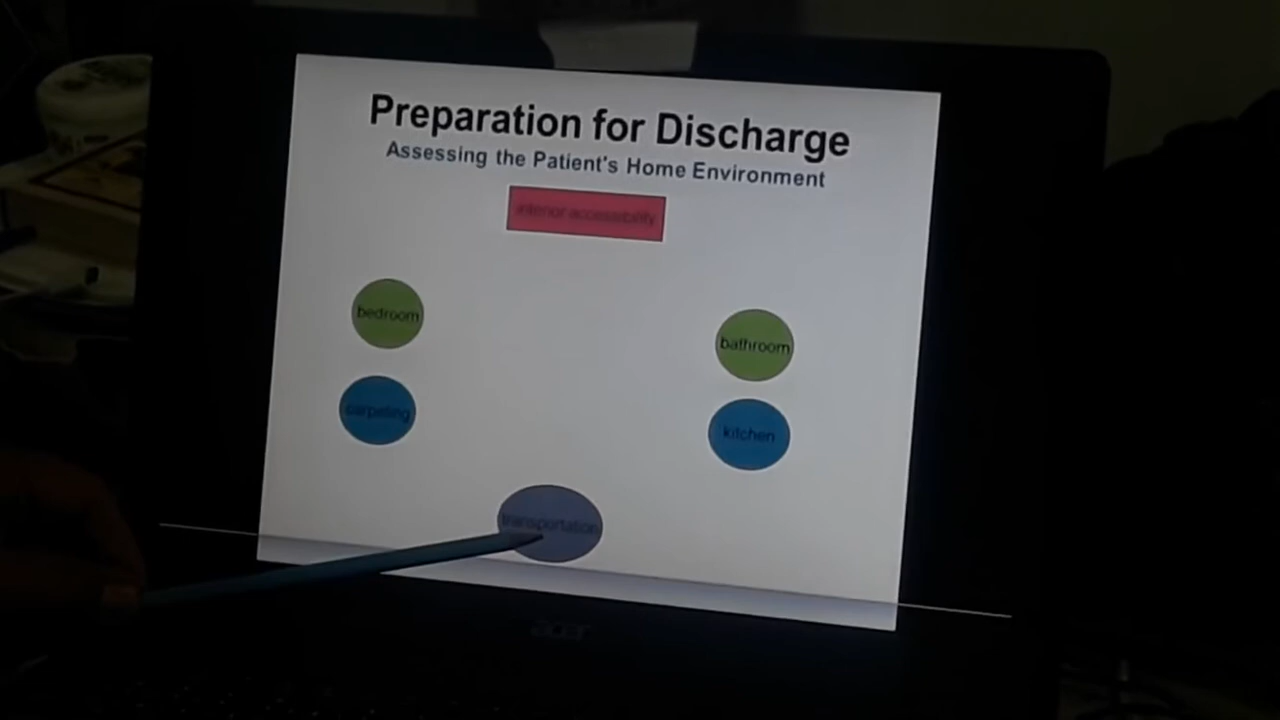 Preparation for Discharge
Assessing the Patient's Home Environment
interior accessibility
bedroom
bathroom
carpeting
kitchen
transportation
acer